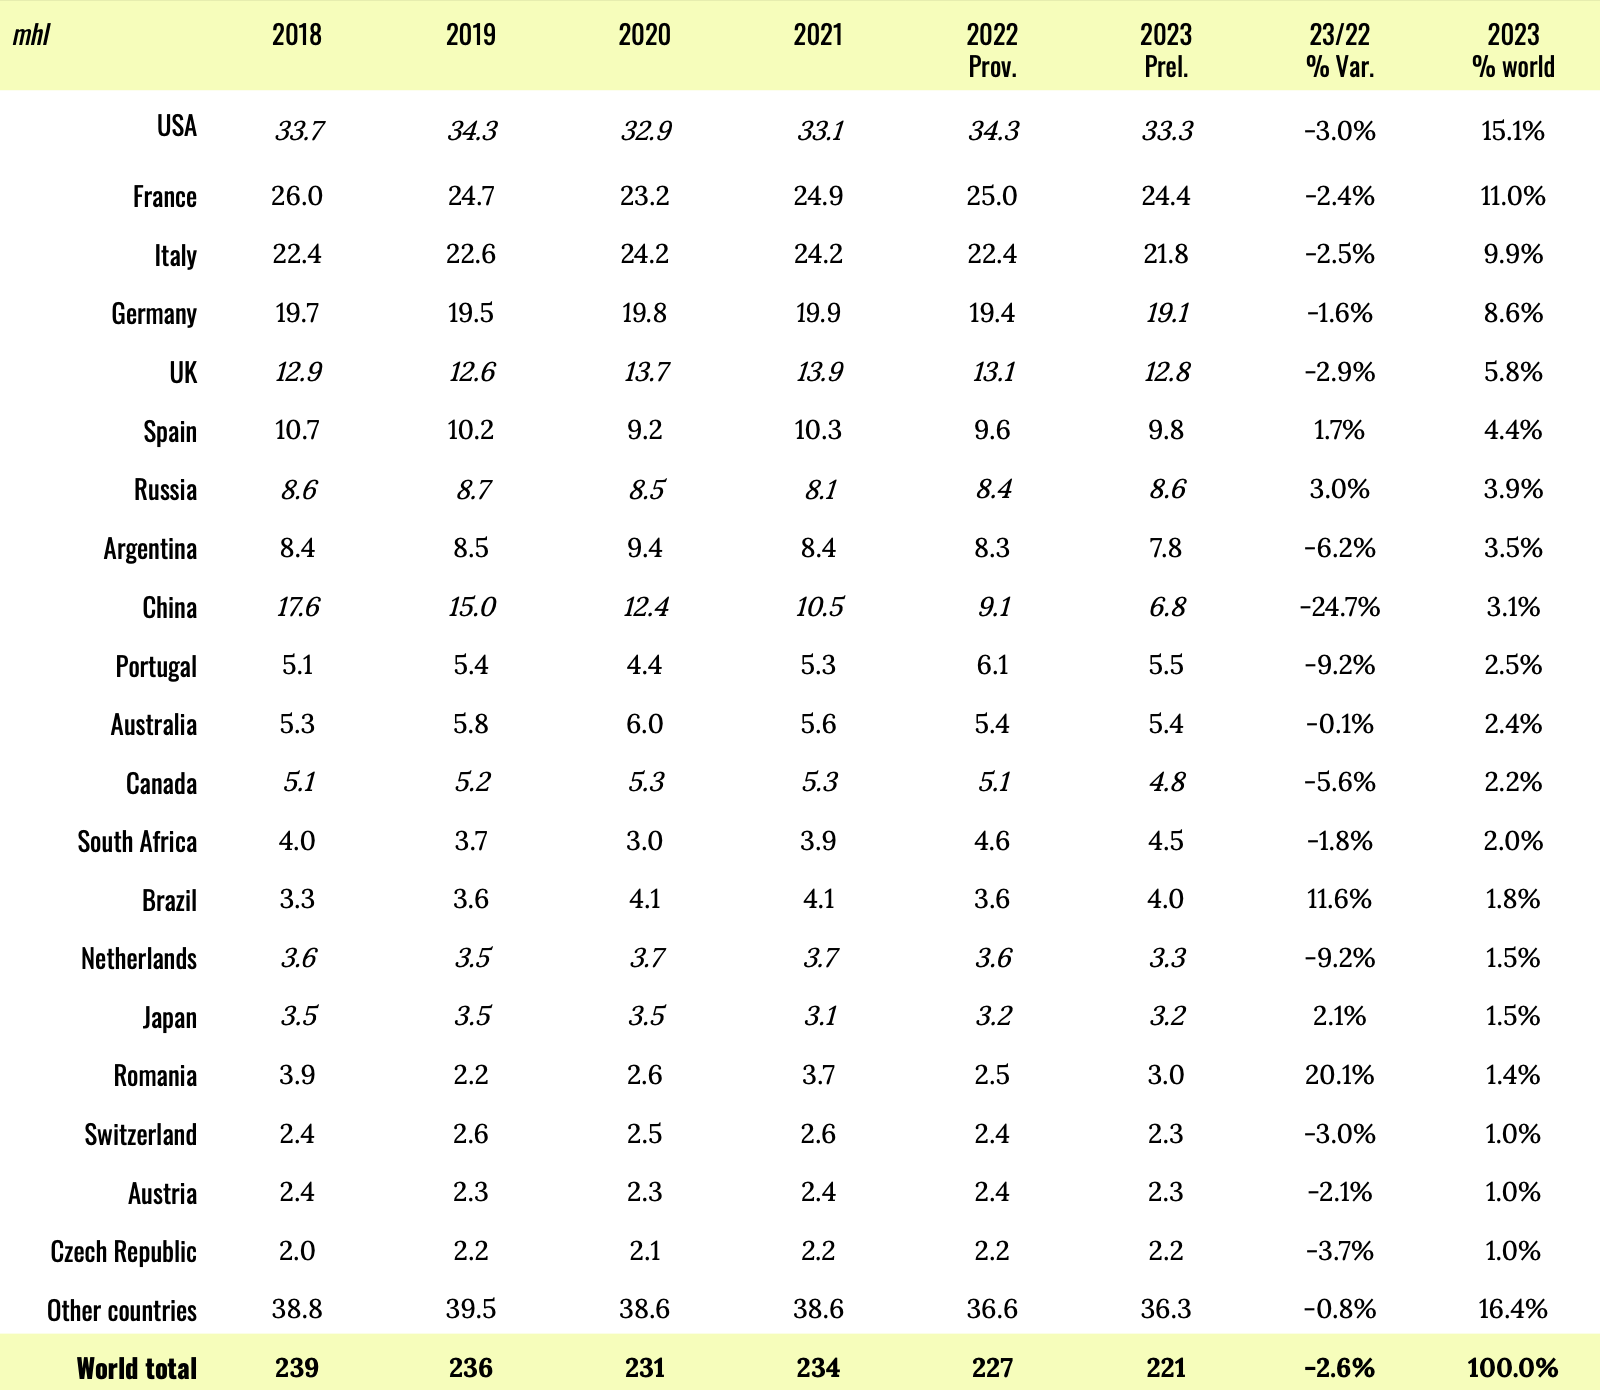 mhl 2018 2019 2020 2021 2022 2023 23/22 2023
Prov. Prel. % Var. % world
USA 33.7 34.3 32.9 33.1 34.3 33.3 -3.0% 15.1%
France 26.0 24.7 23.2 24.9 25.0 24.4 -2.4% 11.0%
Italy 22.4 22.6 24.2 24.2 22.4 21.8 -2.5% 9.9%
Germany 19.7 19.5 19.8 19.9 19.4 19.1 -1.6% 8.6%
UK 12.9 12.6 13.7 13.9 13.1 12.8 -2.9% 5.8%
Spain 10.7 10.2 9.2 10.3 9.6 9.8 1.7% 4.4%
Russia 8.6 8.7 8.5 8.1 8.4 8.6 3.0% 3.9%
Argentina 8.4 8.5 9.4 8.4 8.3 7.8 -6.2% 3.5%
China 17.6 15.0 12.4 10.5 9.1 6.8 -24.7% 3.1%
Portugal 5.1 5.4 4.4 5.3 6.1 5.5 -9.2% 2.5%
Australia 5.3 5.8 6.0 5.6 5.4 5.4 -0.1% 2.4%
Canada 5.1 5.2 5.3 5.3 5.1 4.8 -5.6% 2.2%
South Africa 4.0 3.7 3.0 3.9 4.6 4.5 -1.8% 2.0%
Brazil 3.3 3.6 4.1 4.1 3.6 4.0 11.6% 1.8%
Netherlands 3.6 3.5 3.7 3.7 3.6 3.3 -9.2% 1.5%
Japan 3.5 3.5 3.5 3.1 3.2 3.2 2.1% 1.5%
Romania 3.9 2.2 2.6 3.7 2.5 3.0 20.1% 1.4%
Switzerland 2.4 2.6 2.5 2.6 2.4 2.3 -3.0% 1.0%
Austria 2.4 2.3 2.3 2.4 2.4 2.3 -2.1% 1.0%
Czech Republic 2.0 2.2 2.1 2.2 2.2 2.2 -3.7% 1.0%
Other countries 38.8 39.5 38.6 38.6 36.6 36.3 -0.8% 16.4%
World total 239 236 231 234 227 221 -2.6% 100.0%